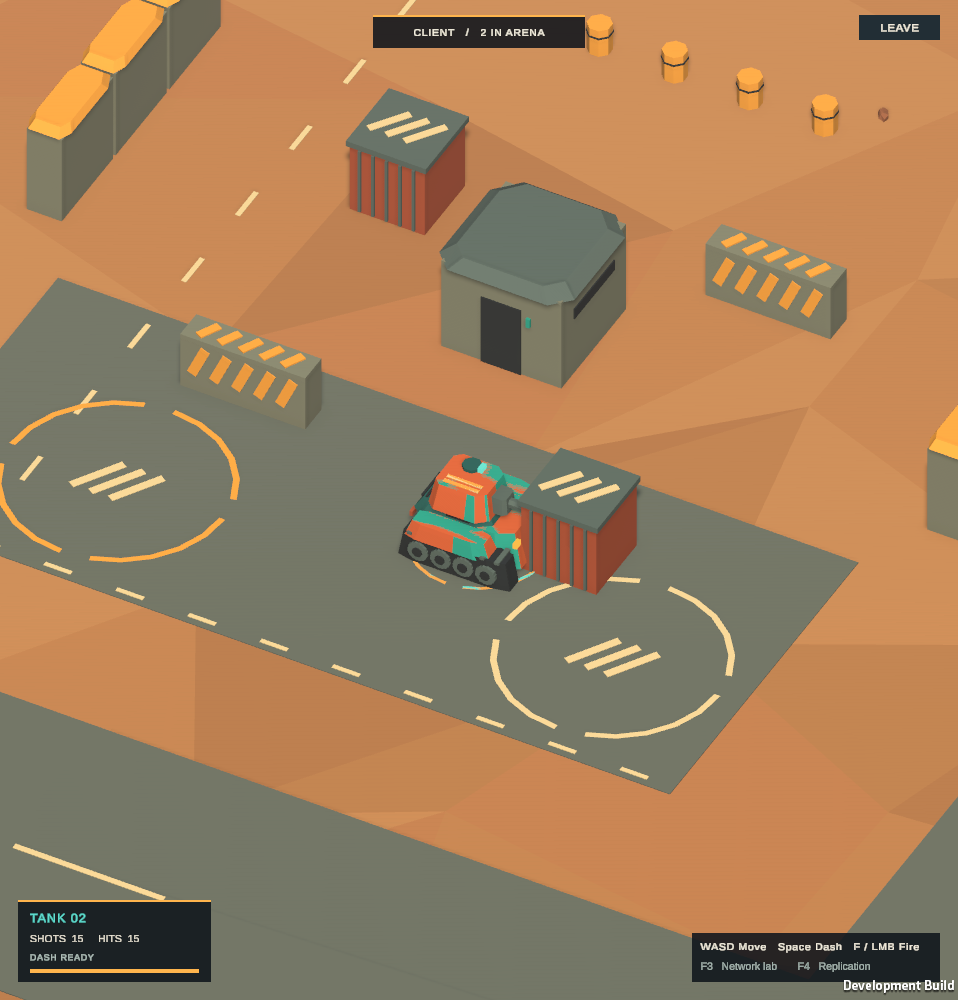 CLIENT / 2 IN ARENA
LEAVE
TANK 02
SHOTS 15 HITS 15
DASH READY
WASD Move Space Dash F / LMB Fire
F3 Network lab F4 Replication
Development Build